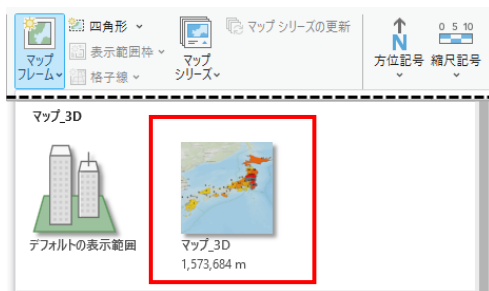 四角形
マップ シリーズの更新
0 5 10
表示範囲枠
マップ
フレーム
格子線
マップ
シリーズ
N
方位記号
縮尺記号
マップ_3D
デフォルトの表示範囲
マップ_3D
1,573,684 m